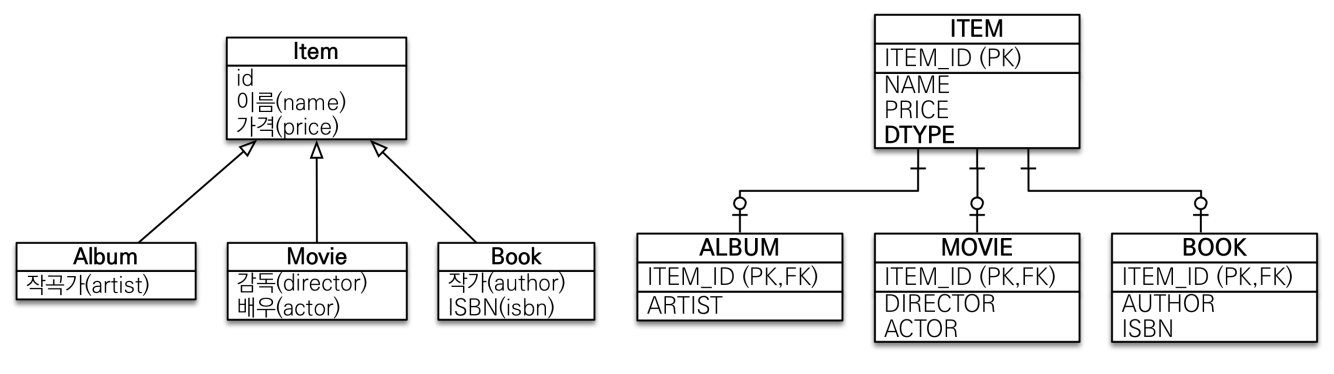 Item
id
이름(name)
가격(price)
Album
작곡가(artist)
Movie
감독(director)
배우(actor)
Book
작가(author)
ISBN(isbn)
ITEM
ITEM_ID (PK)
NAME
PRICE
DTYPE
ALBUM
ITEM_ID (PK,FK)
ARTIST
MOVIE
ITEM_ID (PK,FK)
DIRECTOR
ACTOR
BOOK
ITEM_ID (PK,FK)
AUTHOR
ISBN